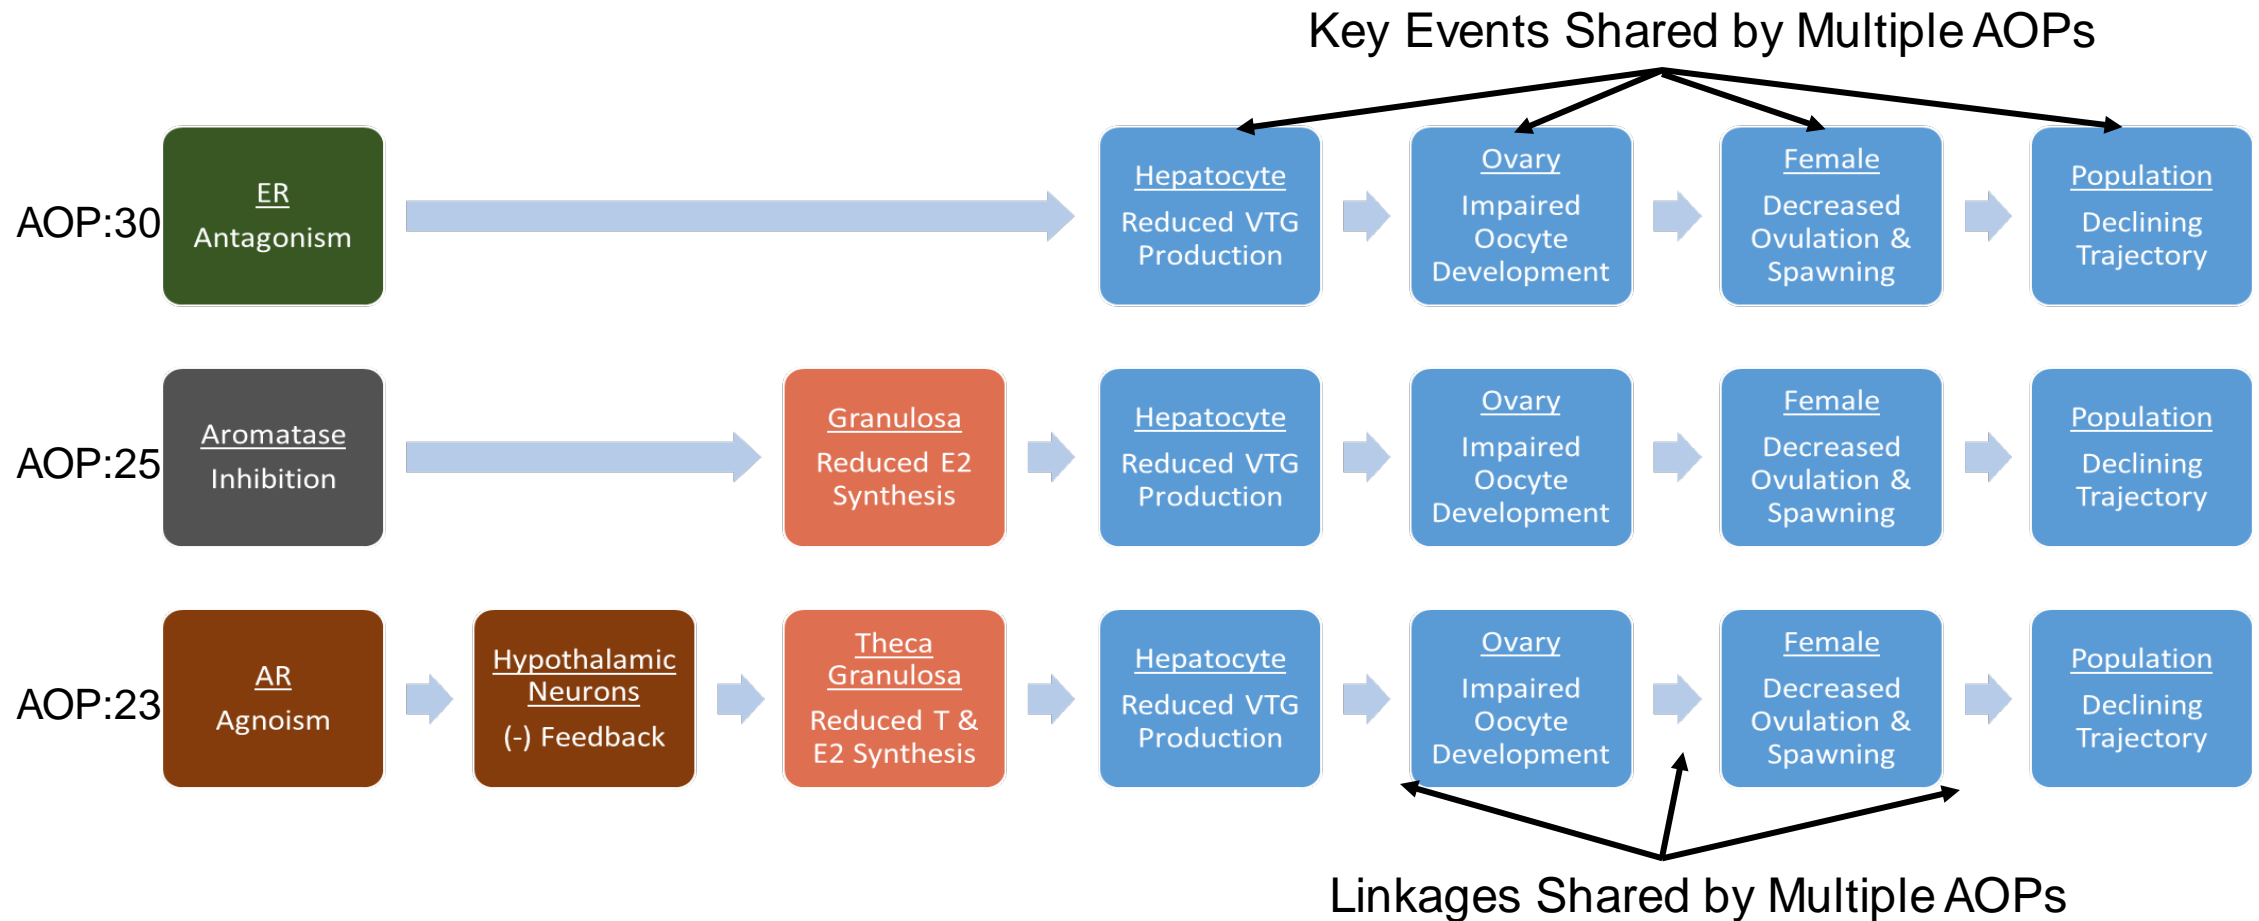 Key Events Shared by Multiple AOPs
AOP:30
ER
Antagonism
Hepatocyte
Reduced VTG
Production
Ovary
Impaired
Oocyte
Development
Female
Decreased
Ovulation &
Spawning
Population
Declining
Trajectory
AOP:25
Aromatase
Inhibition
Granulosa
Reduced E2
Synthesis
Hepatocyte
Reduced VTG
Production
Ovary
Impaired
Oocyte
Development
Female
Decreased
Ovulation &
Spawning
Population
Declining
Trajectory
AOP:23
AR
Agnoism
Hypothalamic
Neurons
(-) Feedback
Theca
Granulosa
Reduced T &
E2 Synthesis
Hepatocyte
Reduced VTG
Production
Ovary
Impaired
Oocyte
Development
Female
Decreased
Ovulation &
Spawning
Population
Declining
Trajectory
Linkages Shared by Multiple AOPs